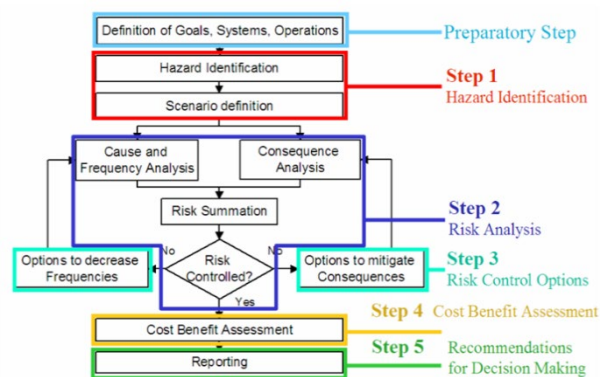 Definition of Goals, Systems, Operations
Preparatory Step
Hazard Identification
Scenario definition
Step 1
Hazard Identification
Cause and
Frequency Analysis
Consequence
Analysis
Risk Summation
Step 2
Risk Analysis
No
No
Options to decrease
Frequencies
Risk
Controlled?
Options to mitigate
Consequences
Step 3
Risk Control Options
Yes
Step 4 Cost Benefit Assessment
Cost Benefit Assessment
Reporting
Step 5 Recommendations
for Decision Making